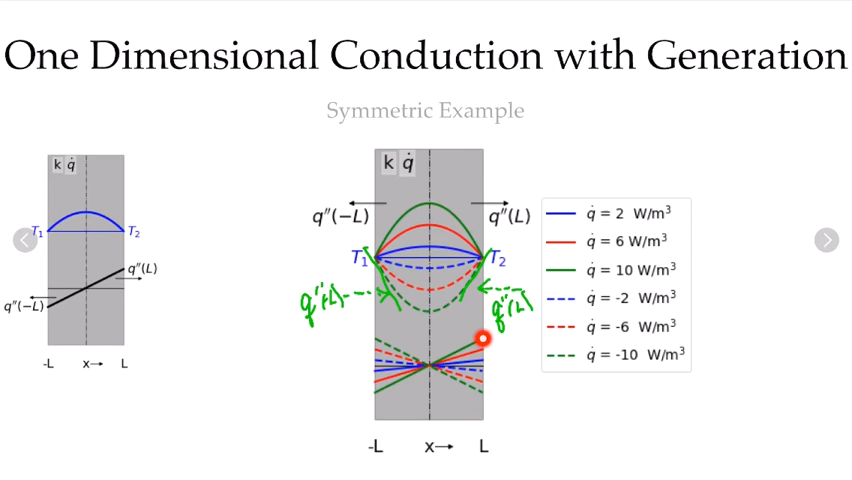 One Dimensional Conduction with Generation
Symmetric Example
k q̇
T₁
T₂
q″(L)
q″(−L)
-L x→ L
k q̇
q″(−L)
q″(L)
T₁
T₂
q″(-L)
q″(L)
-L x→ L
q̇ = 2 W/m³
q̇ = 6 W/m³
q̇ = 10 W/m³
q̇ = -2 W/m³
q̇ = -6 W/m³
q̇ = -10 W/m³